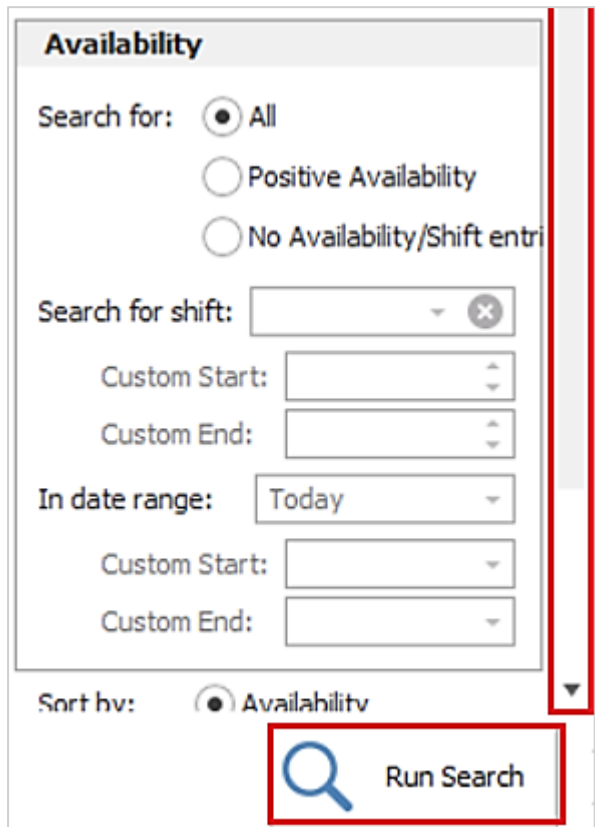 Availability
Search for: All
Positive Availability
No Availability/Shift entri
Search for shift:
Custom Start:
Custom End:
In date range: Today
Custom Start:
Custom End:
Sort by: Availability
Run Search